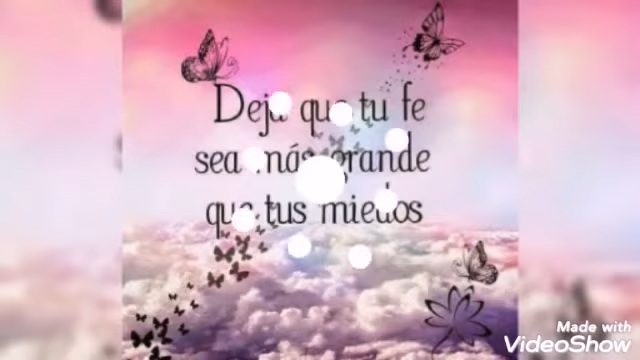 Deja que tu fe
sea más grande
que tus miedos
Made with
VideoShow